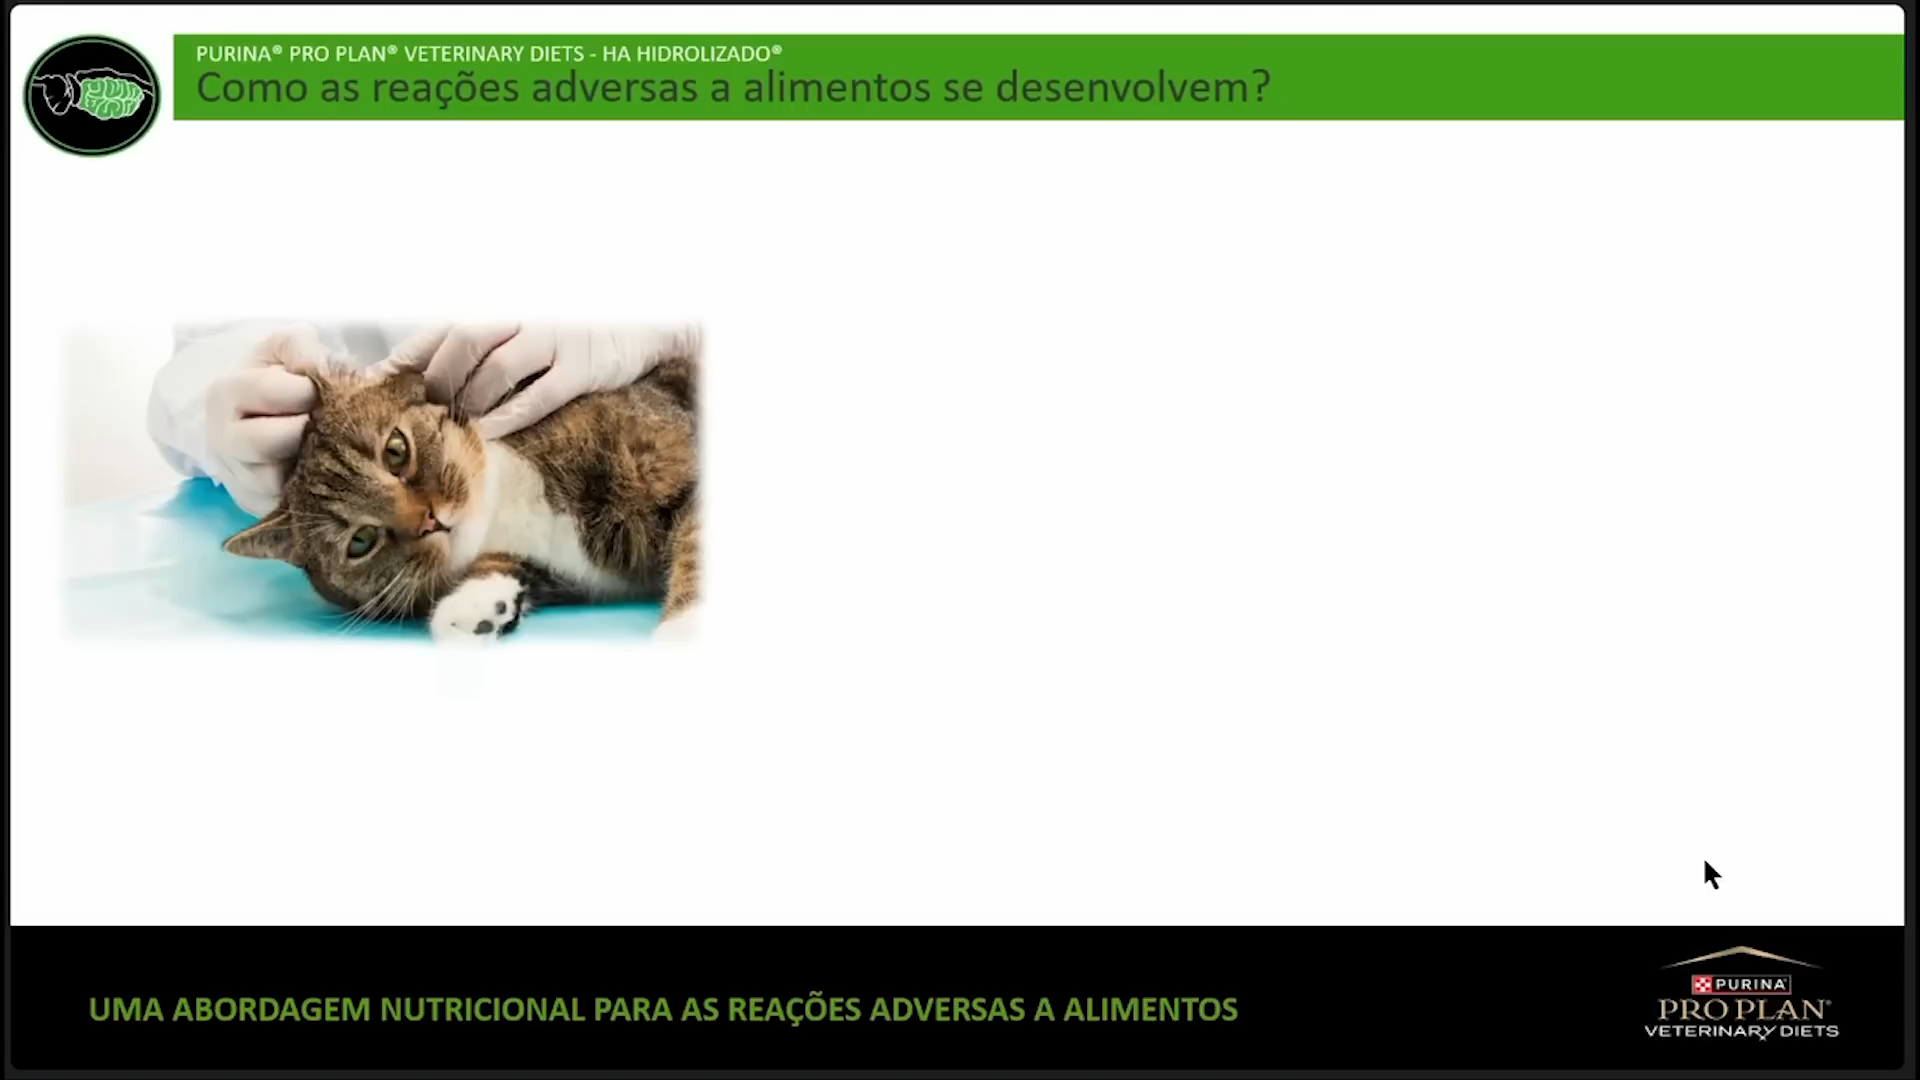 PURINA® PRO PLAN® VETERINARY DIETS - HA HIDROLIZADO®
Como as reações adversas a alimentos se desenvolvem?
UMA ABORDAGEM NUTRICIONAL PARA AS REAÇÕES ADVERSAS A ALIMENTOS
PURINA®
PRO PLAN®
VETERINARY DIETS